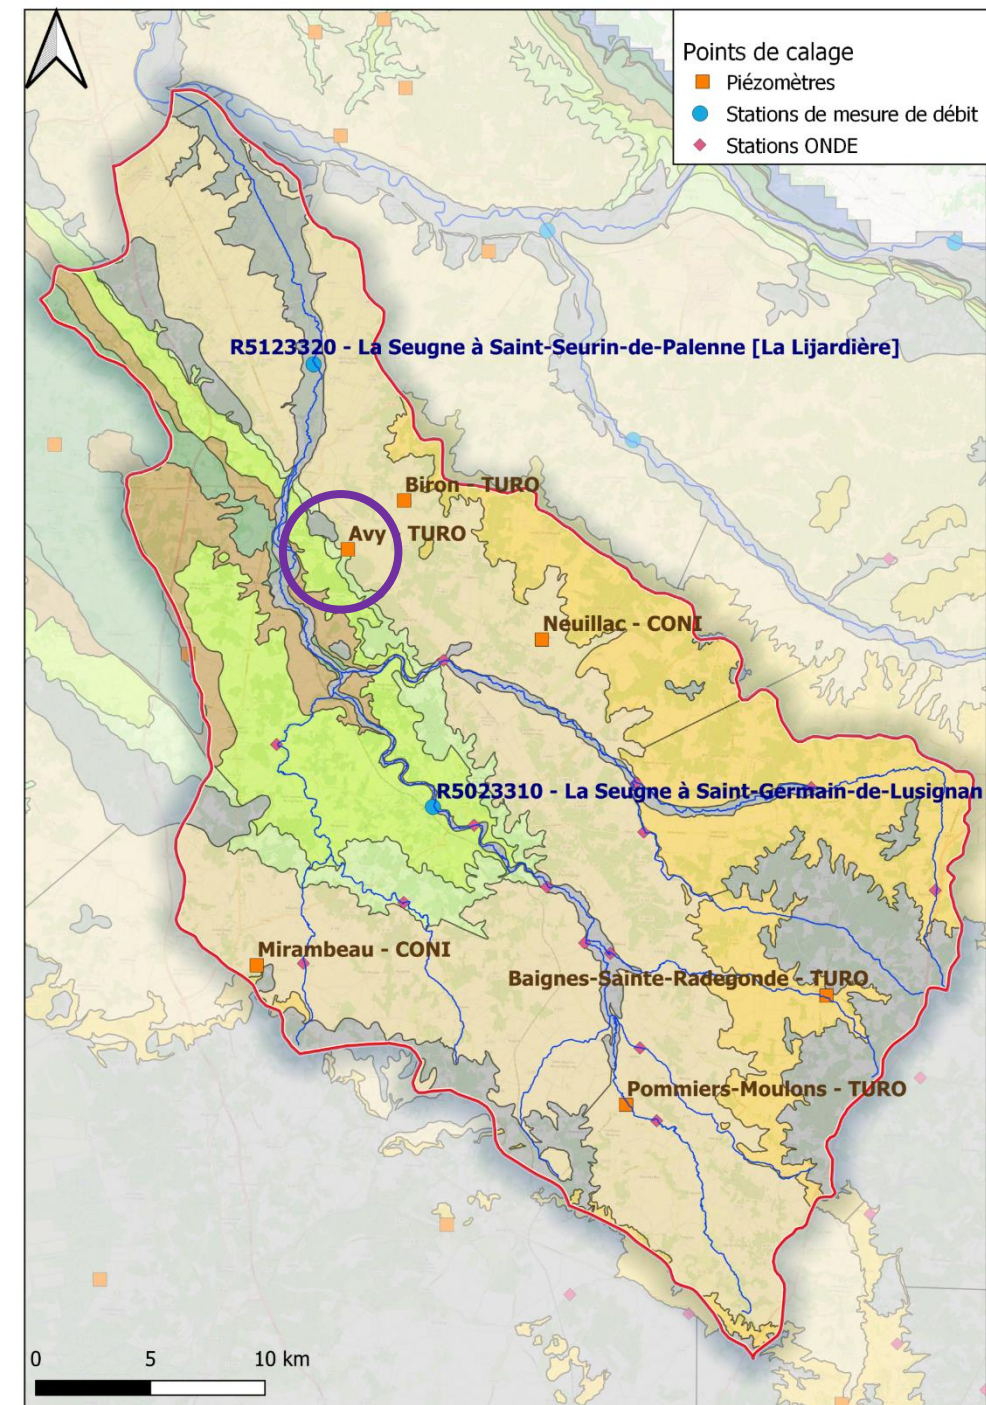 Points de calage
Piézomètres
Stations de mesure de débit
Stations ONDE
R5123320 - La Seugne à Saint-Seurin-de-Palenne [La Lijardière]
Biron - TURO
Avy - TURO
Neuillac - CONI
R5023310 - La Seugne à Saint-Germain-de-Lusignan
Mirambeau - CONI
Baignes-Sainte-Radegonde - TURO
Pommiers-Moulons - TURO
0 5 10 km